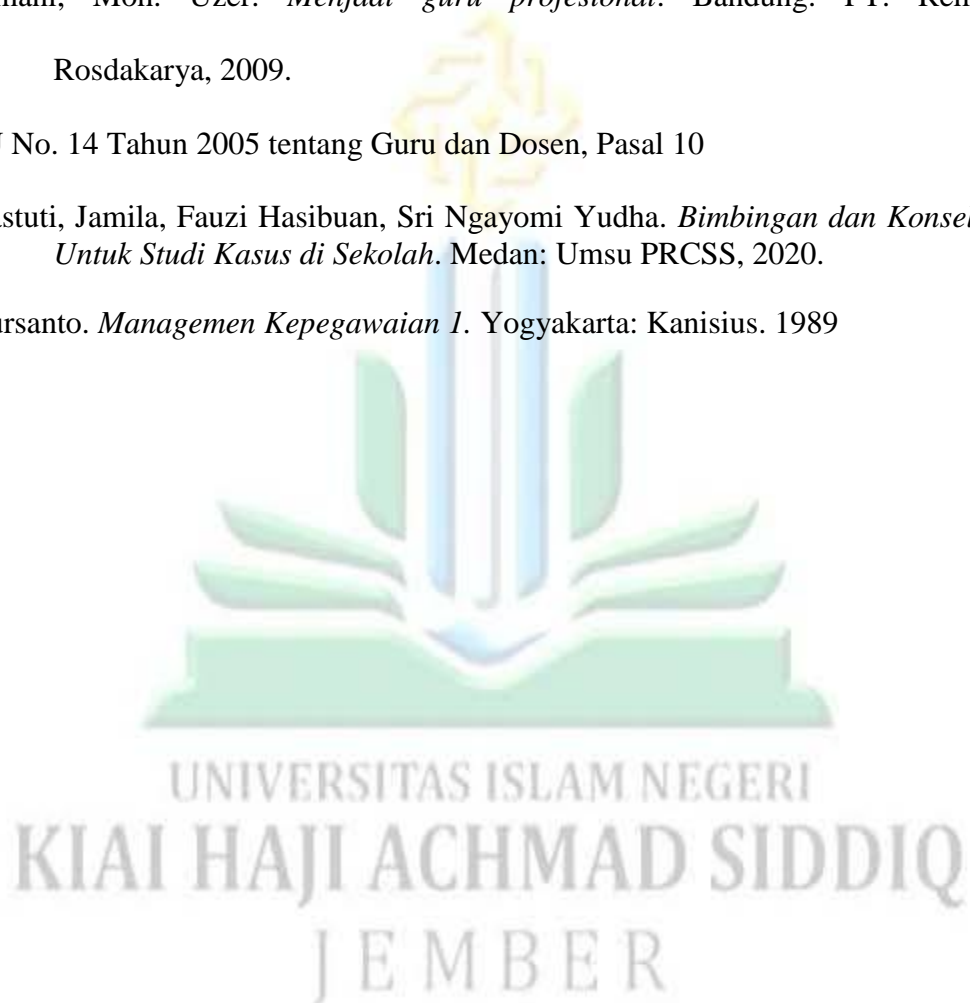 Rosdakarya, 2009.
No. 14 Tahun 2005 tentang Guru dan Dosen, Pasal 10
Jamila, Fauzi Hasibuan, Sri Ngayomi Yudha. Bimbingan dan
Untuk Studi Kasus di Sekolah. Medan: Umsu PRCSS, 2020.
Managemen Kepegawaian 1. Yogyakarta: Kanisius. 1989
UNIVERSITAS ISLAM NEGERI
KIAI HAJI ACHMAD SIDDIQ
JEMBER